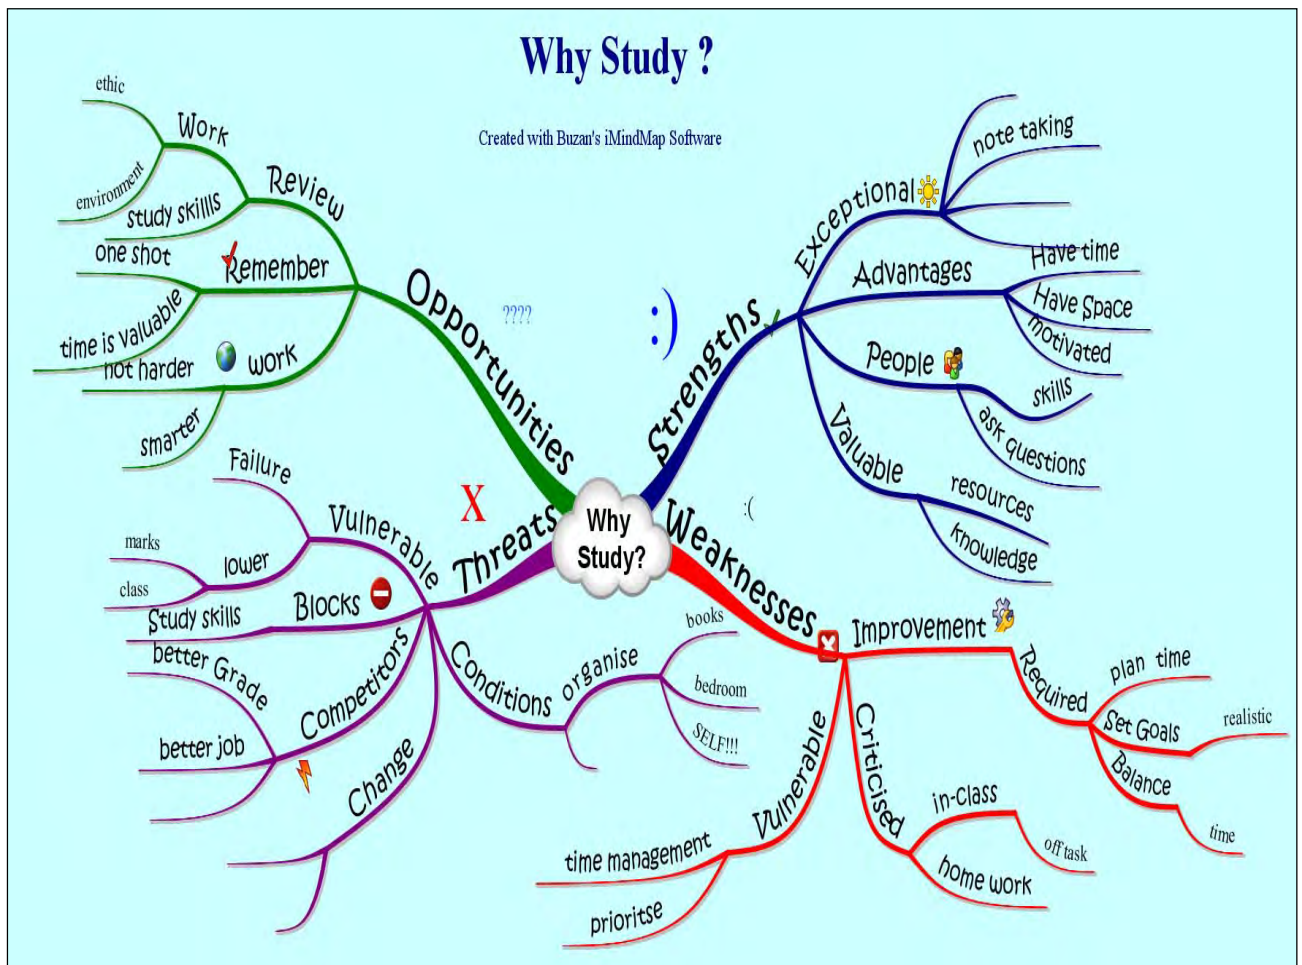 Why Study ?
Created with Buzan's iMindMap Software
Why
Study?
Opportunities
Review
Work
ethic
environment
study skillls
Remember
one shot
time is valuable
work
not harder
smarter
????
:)
Strengths
Exceptional
note taking
Advantages
Have time
Have Space
motivated
People
skills
ask questions
Valuable
resources
knowledge
X
Threats
Vulnerable
Failure
lower
marks
class
Blocks
Study skills
Competitors
better Grade
better job
Change
Conditions
organise
books
bedroom
SELF!!!
:(
Weaknesses
Improvement
Required
plan time
Set Goals
realistic
Balance
time
Criticised
in-class
off task
home work
Vulnerable
time management
prioritse